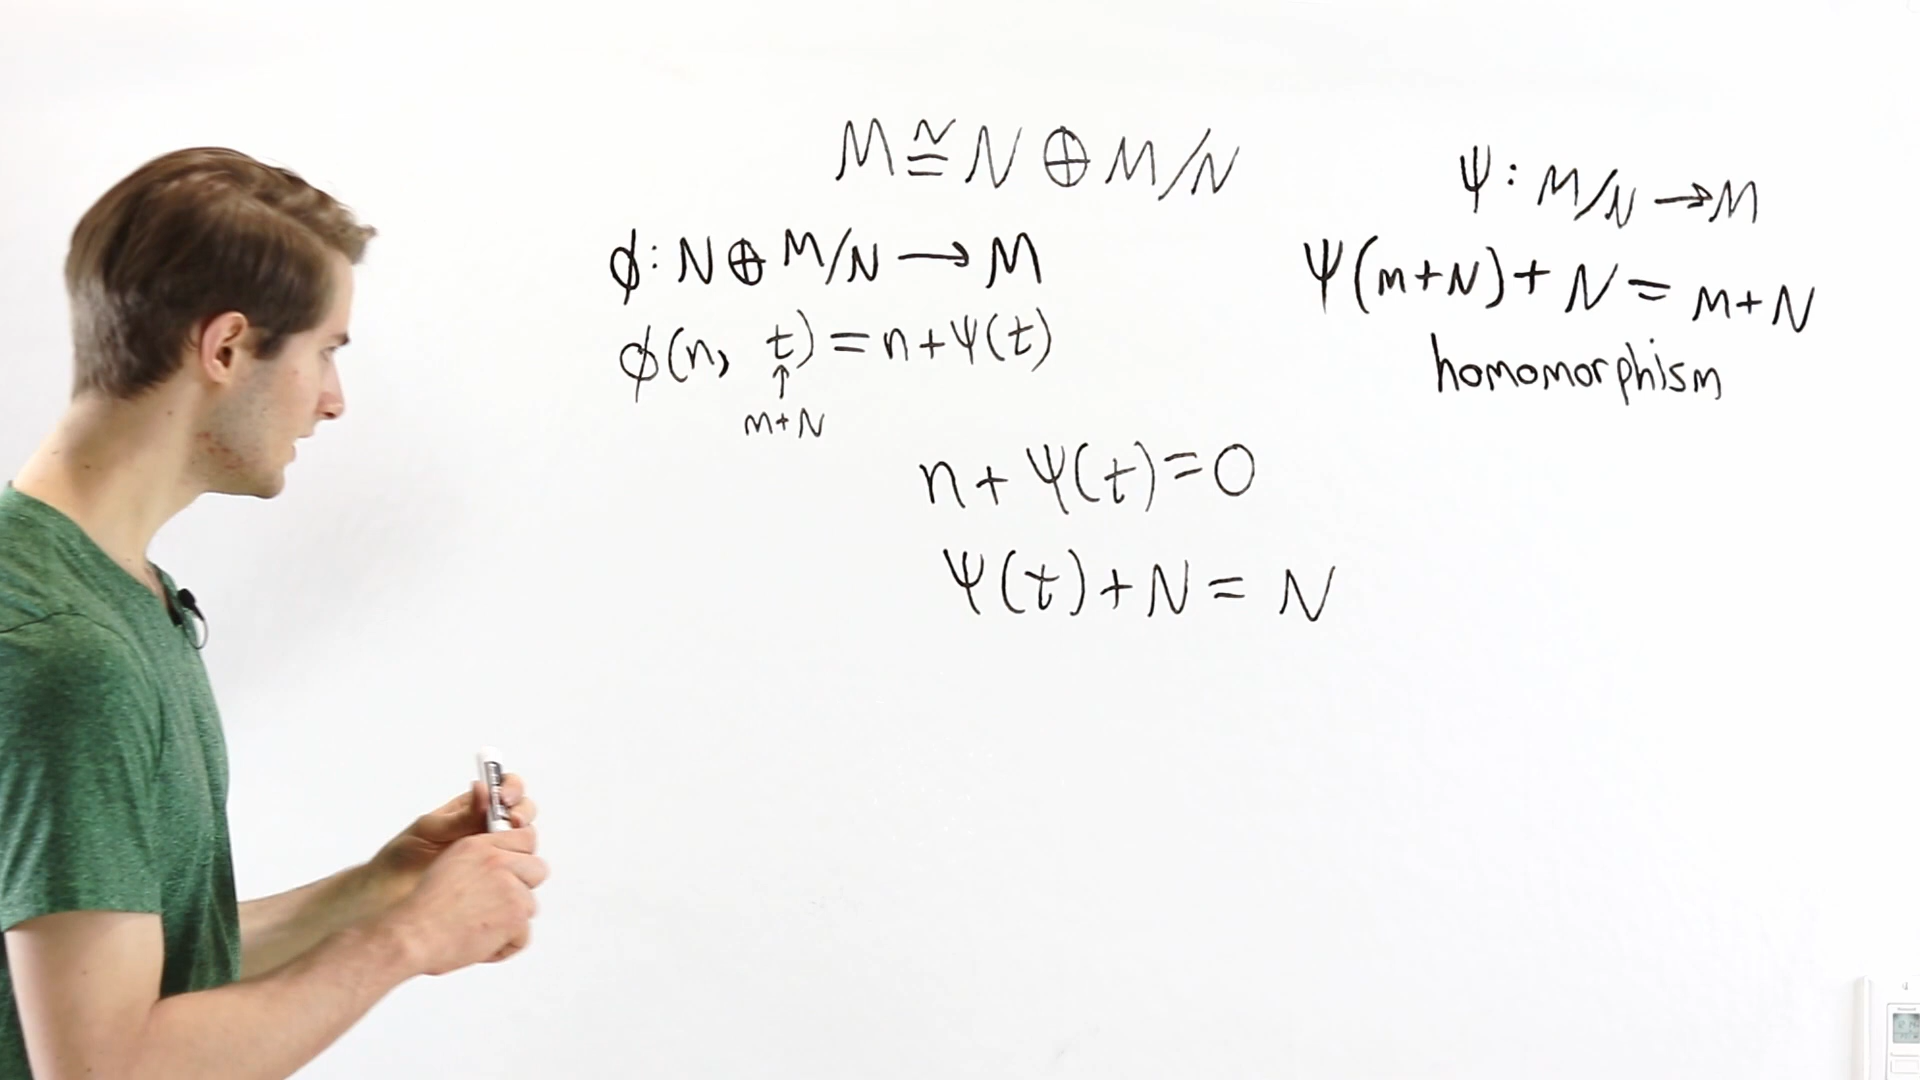 M ≅ N ⊕ M/N
ϕ: N ⊕ M/N → M
ϕ(n, t) = n + Ψ(t)
↑
m+N
n + Ψ(t) = 0
Ψ(t) + N = N
Ψ: M/N → M
Ψ(m+N) + N = m+N
homomorphism